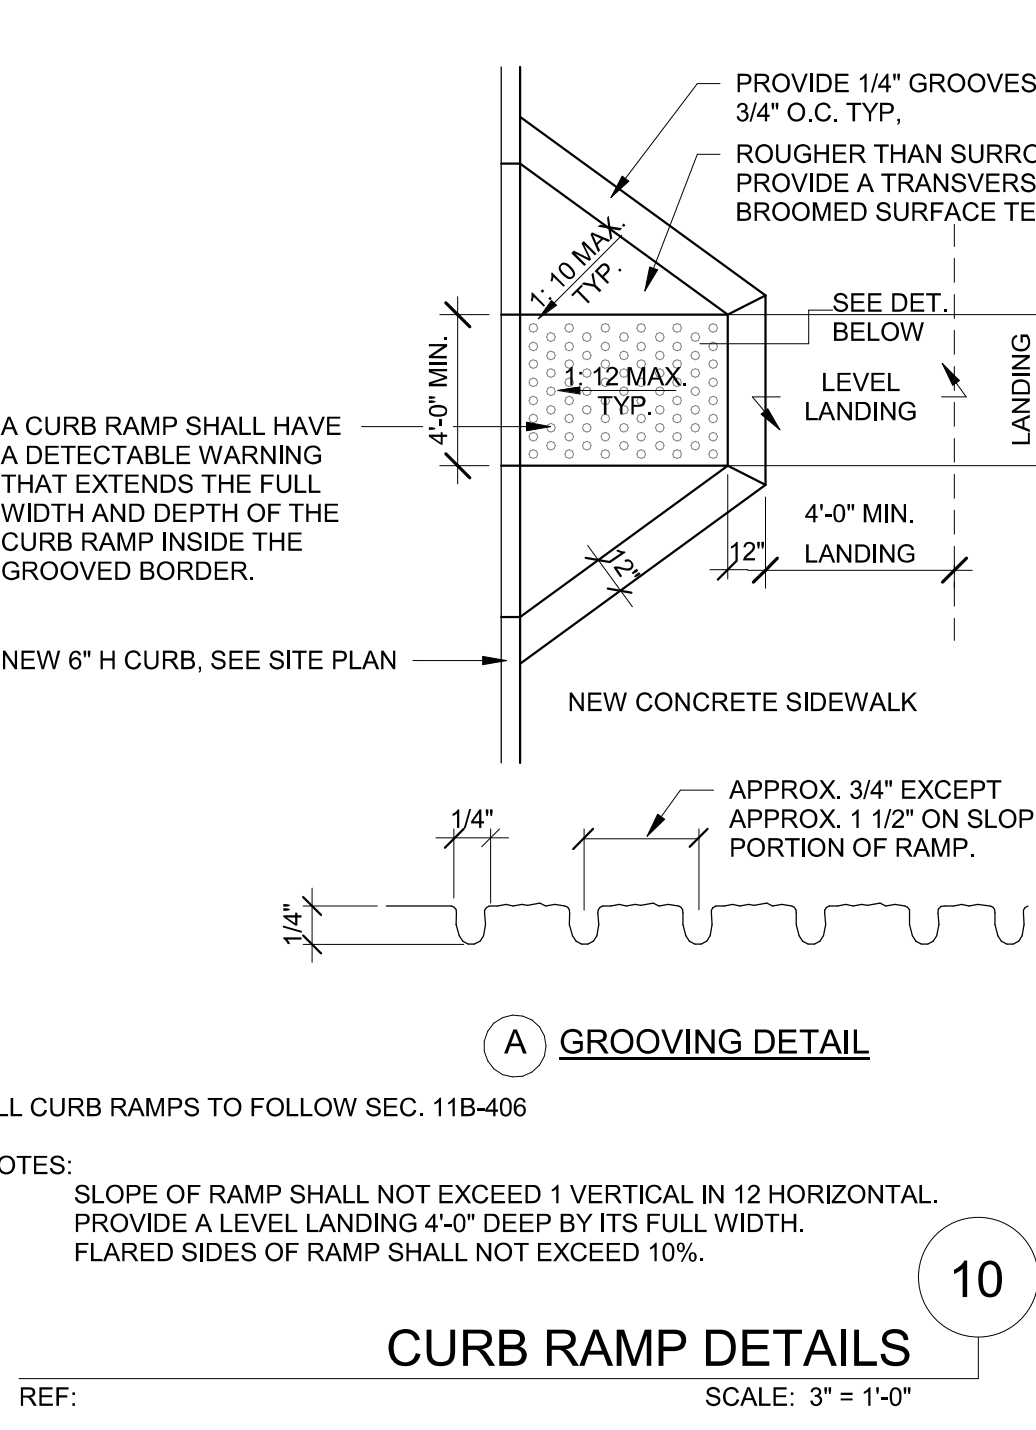 PROVIDE 1/4" GROOVES
3/4" O.C. TYP,
ROUGHER THAN SURRO
PROVIDE A TRANSVERS
BROOMED SURFACE TE
1: 10 MAX.
TYP.
SEE DET.
BELOW
4'-0" MIN.
1: 12 MAX.
TYP.
LEVEL
LANDING
LANDING
A CURB RAMP SHALL HAVE
A DETECTABLE WARNING
THAT EXTENDS THE FULL
WIDTH AND DEPTH OF THE
CURB RAMP INSIDE THE
GROOVED BORDER.
4'-0" MIN.
LANDING
12"
12"
NEW 6" H CURB, SEE SITE PLAN
NEW CONCRETE SIDEWALK
APPROX. 3/4" EXCEPT
APPROX. 1 1/2" ON SLOP
PORTION OF RAMP.
1/4"
1/4"
A GROOVING DETAIL
LL CURB RAMPS TO FOLLOW SEC. 11B-406
OTES:
SLOPE OF RAMP SHALL NOT EXCEED 1 VERTICAL IN 12 HORIZONTAL.
PROVIDE A LEVEL LANDING 4'-0" DEEP BY ITS FULL WIDTH.
FLARED SIDES OF RAMP SHALL NOT EXCEED 10%.
10
CURB RAMP DETAILS
REF:
SCALE: 3" = 1'-0"